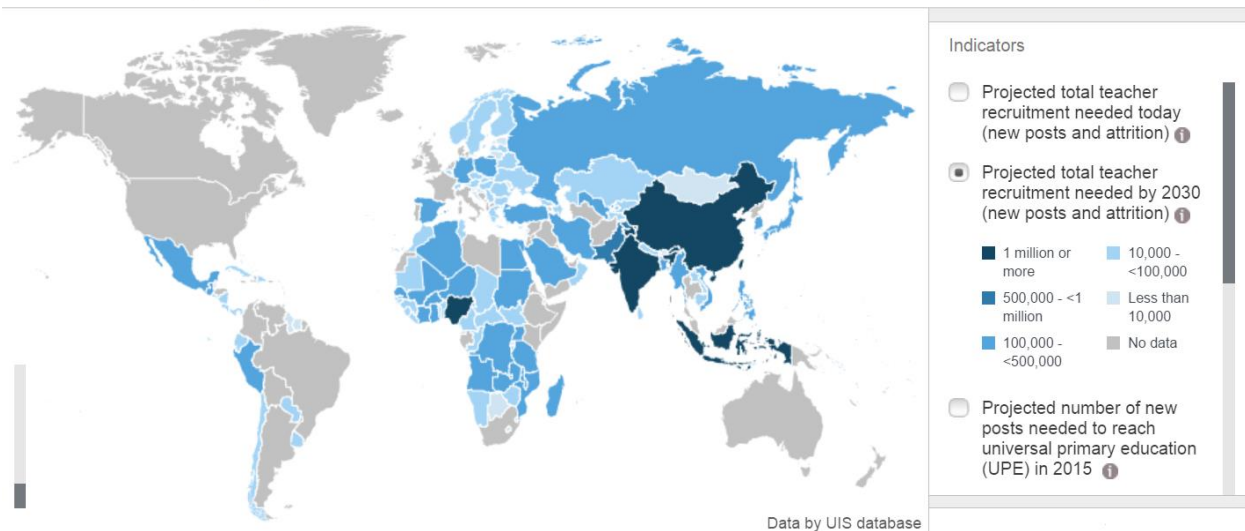 Indicators
Projected total teacher
recruitment needed today
(new posts and attrition) i
Projected total teacher
recruitment needed by 2030
(new posts and attrition) i
1 million or
more
10,000 -
<100,000
500,000 - <1
million
Less than
10,000
100,000 -
<500,000
No data
Projected number of new
posts needed to reach
universal primary education
(UPE) in 2015 i
Data by UIS database